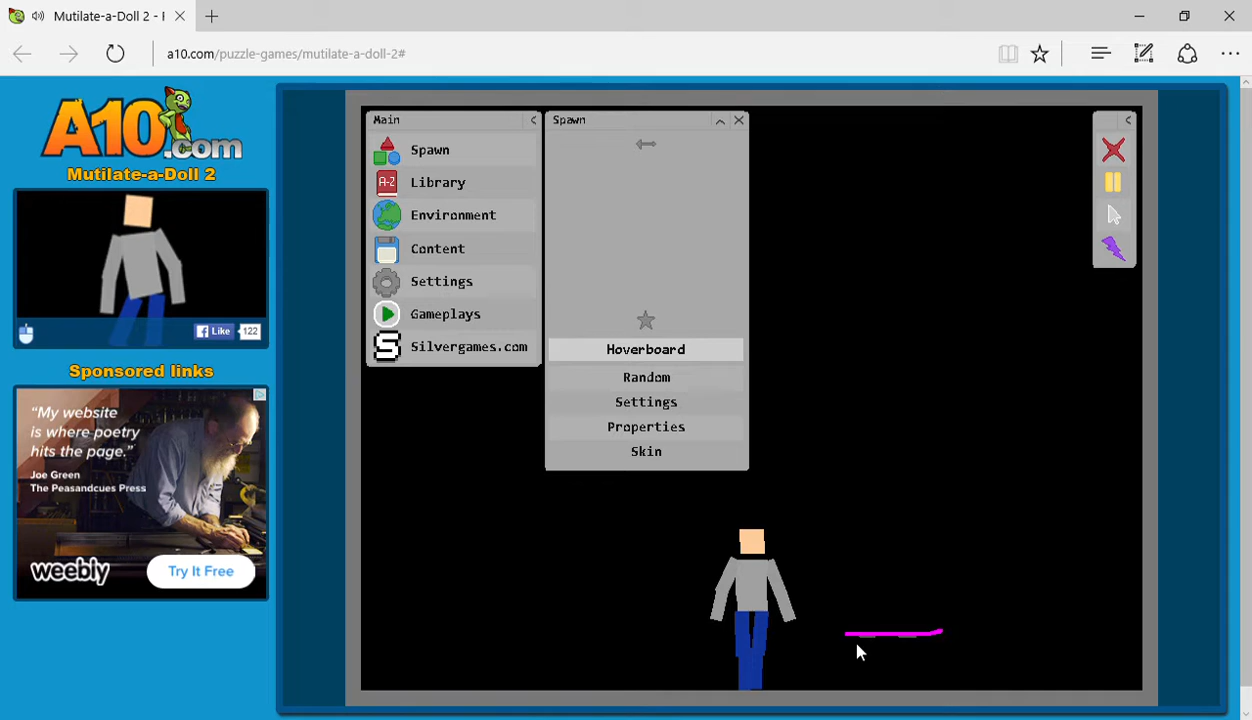 Mutilate-a-Doll 2 - F
a10.com/puzzle-games/mutilate-a-doll-2#
A10
.com
Mutilate-a-Doll 2
Like 122
Sponsored links
“My website
is where poetry
hits the page.”
Joe Green
The Peasandcues Press
weebly
Try It Free
Main <
Spawn
A-Z Library
Environment
Content
Settings
Gameplays
S Silvergames.com
Spawn
Hoverboard
Random
Settings
Properties
Skin
<